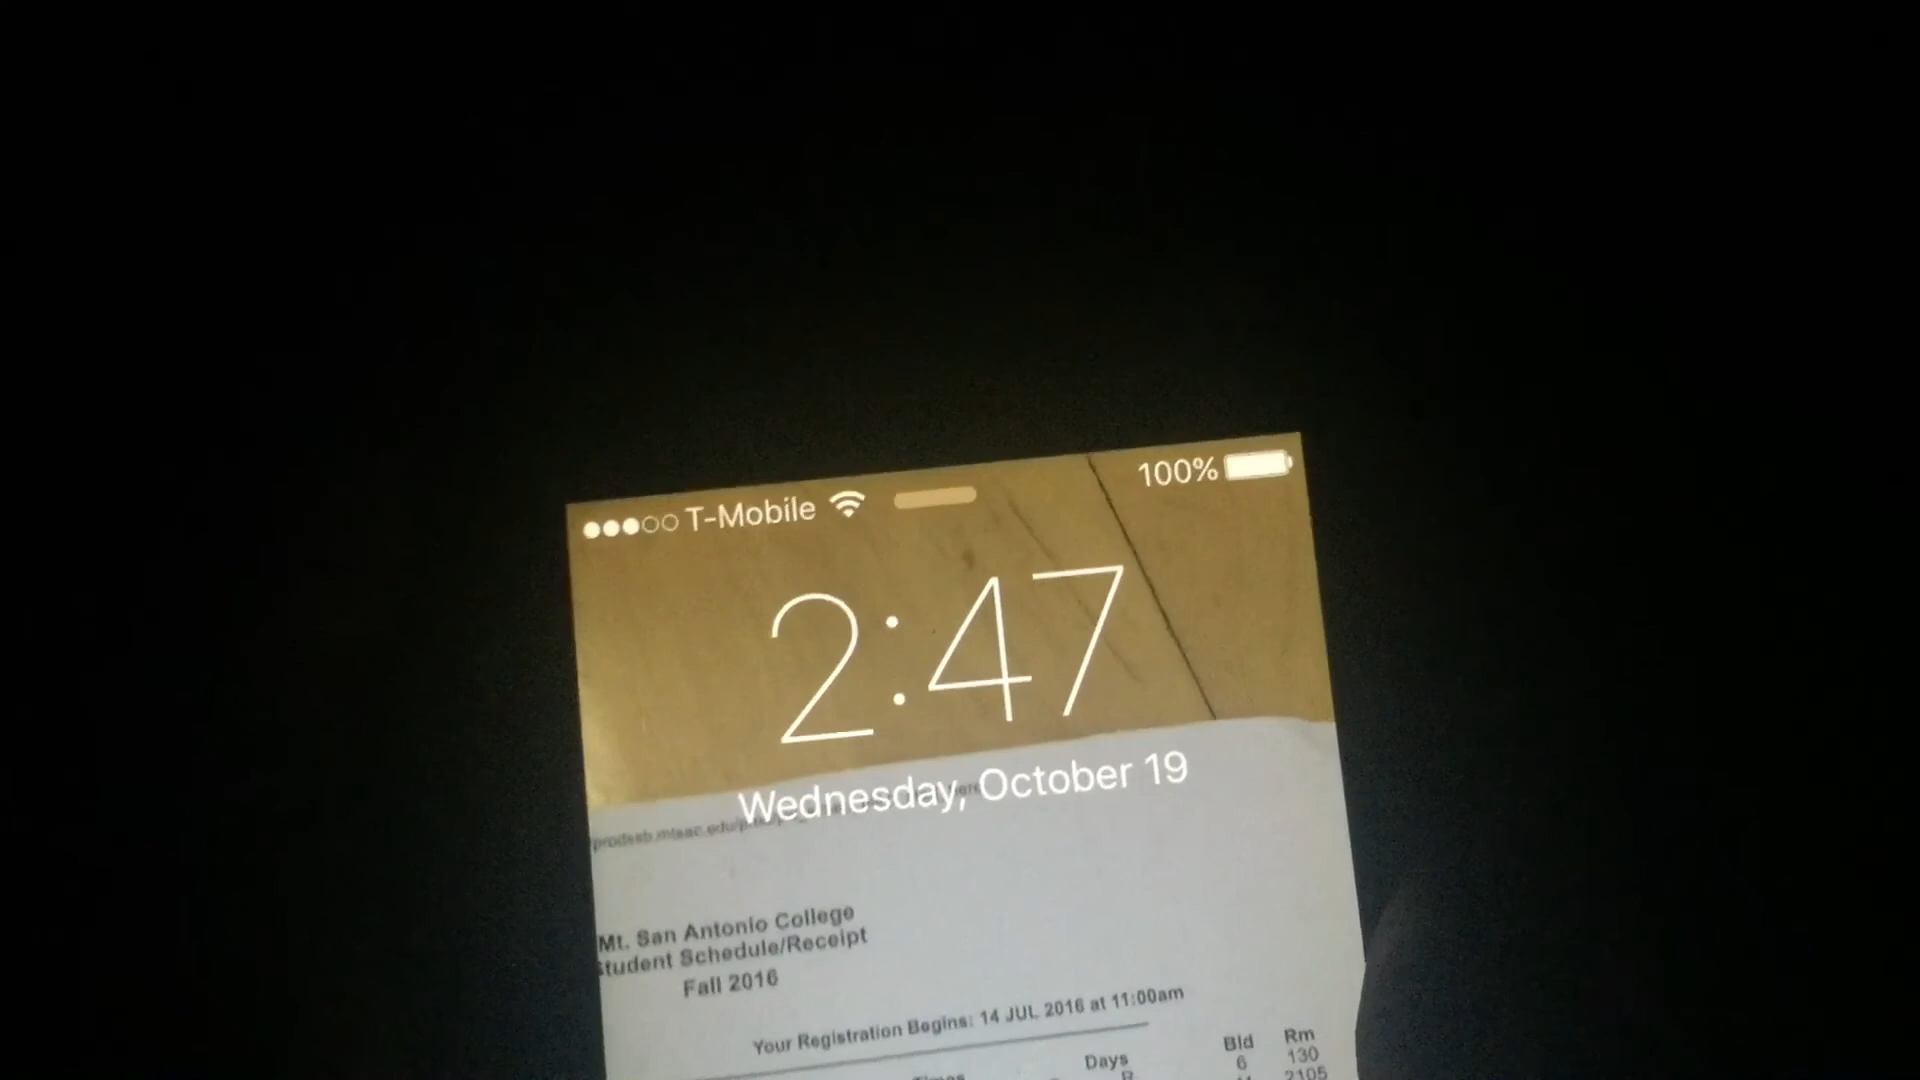 T-Mobile 100%
2:47
Wednesday, October 19
Mt. San Antonio College
Student Schedule/Receipt
Fall 2016
Your Registration Begins: 14 JUL 2016 at 11:00am
Days Bld Rm
6 130
2105